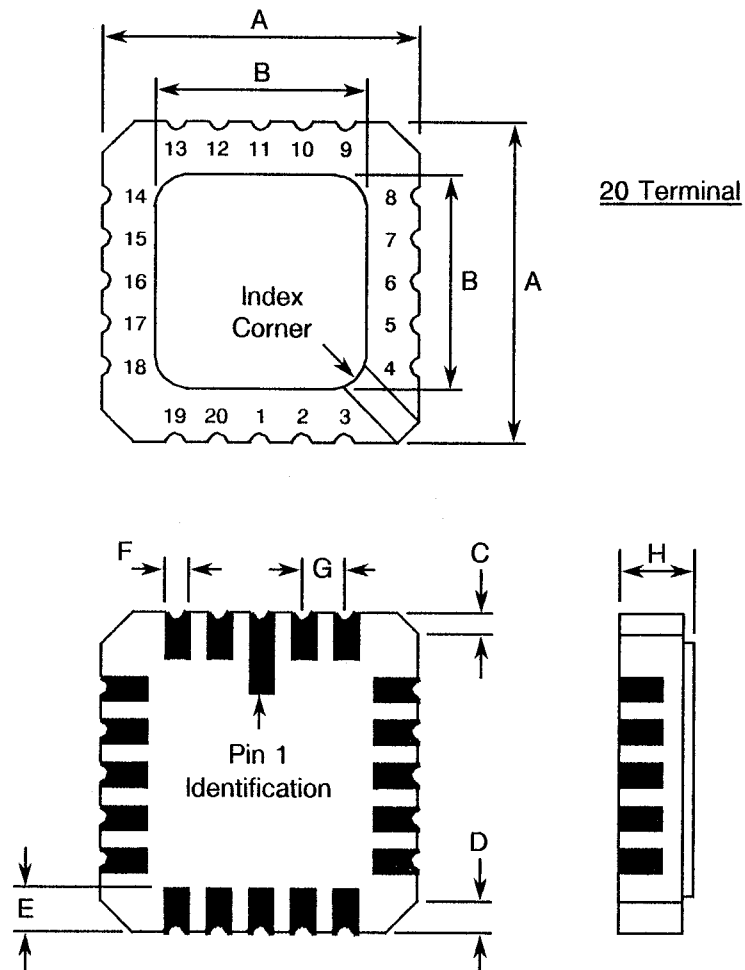 A
B
13 12 11 10 9
14
15
16
17
18
8
7
6
5
4
19 20 1 2 3
Index
Corner
B
A
20 Terminal
F
G
C
H
Pin 1
Identification
D
E